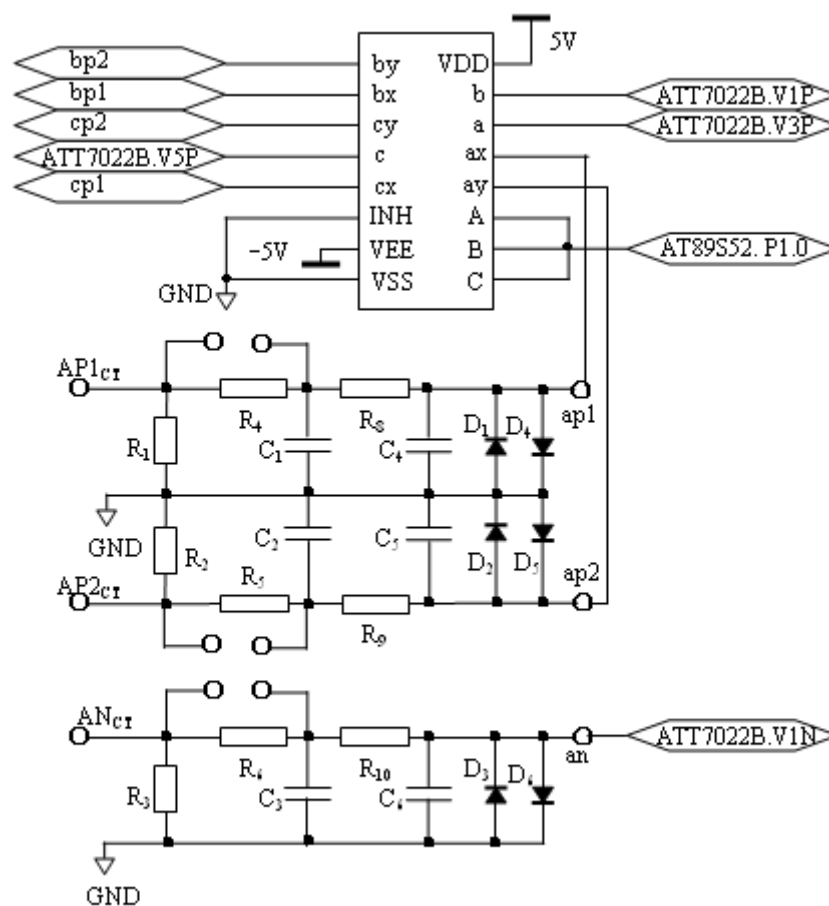 5V
bp2 by VDD
bp1 bx b ATT7022B.V1P
cp2 cy a ATT7022B.V3P
ATT7022B.V5P c ax
cp1 cx ay
INH A
-5V VEE B AT89S52. P1.0
GND VSS C
AP1CT R4 R8 ap1
R1 C1 C4 D1 D4
GND
R2 C2 C5 D2 D5
AP2CT R5 R9 ap2
ANCT R6 R10 an ATT7022B.V1N
R3 C3 C6 D3 D6
GND